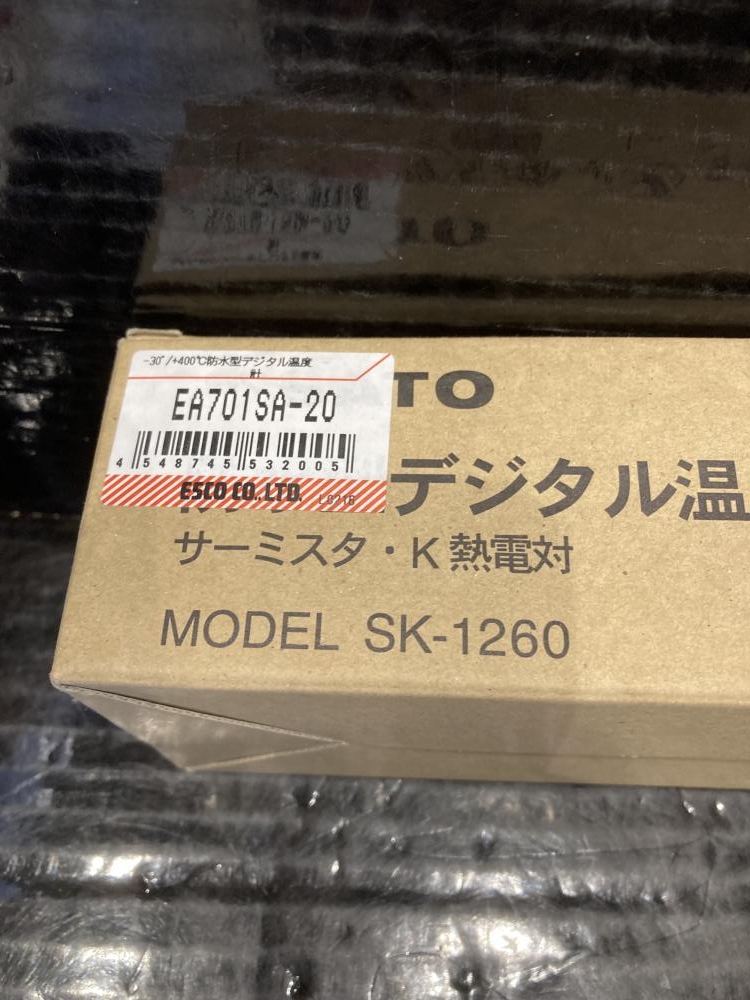 -30°/+400℃防水型デジタル温度
計
EA701SA-20
4 548745 532005
ESCO CO.,LTD.
ATO
デジタル温
サーミスタ・K熱電対
MODEL SK-1260